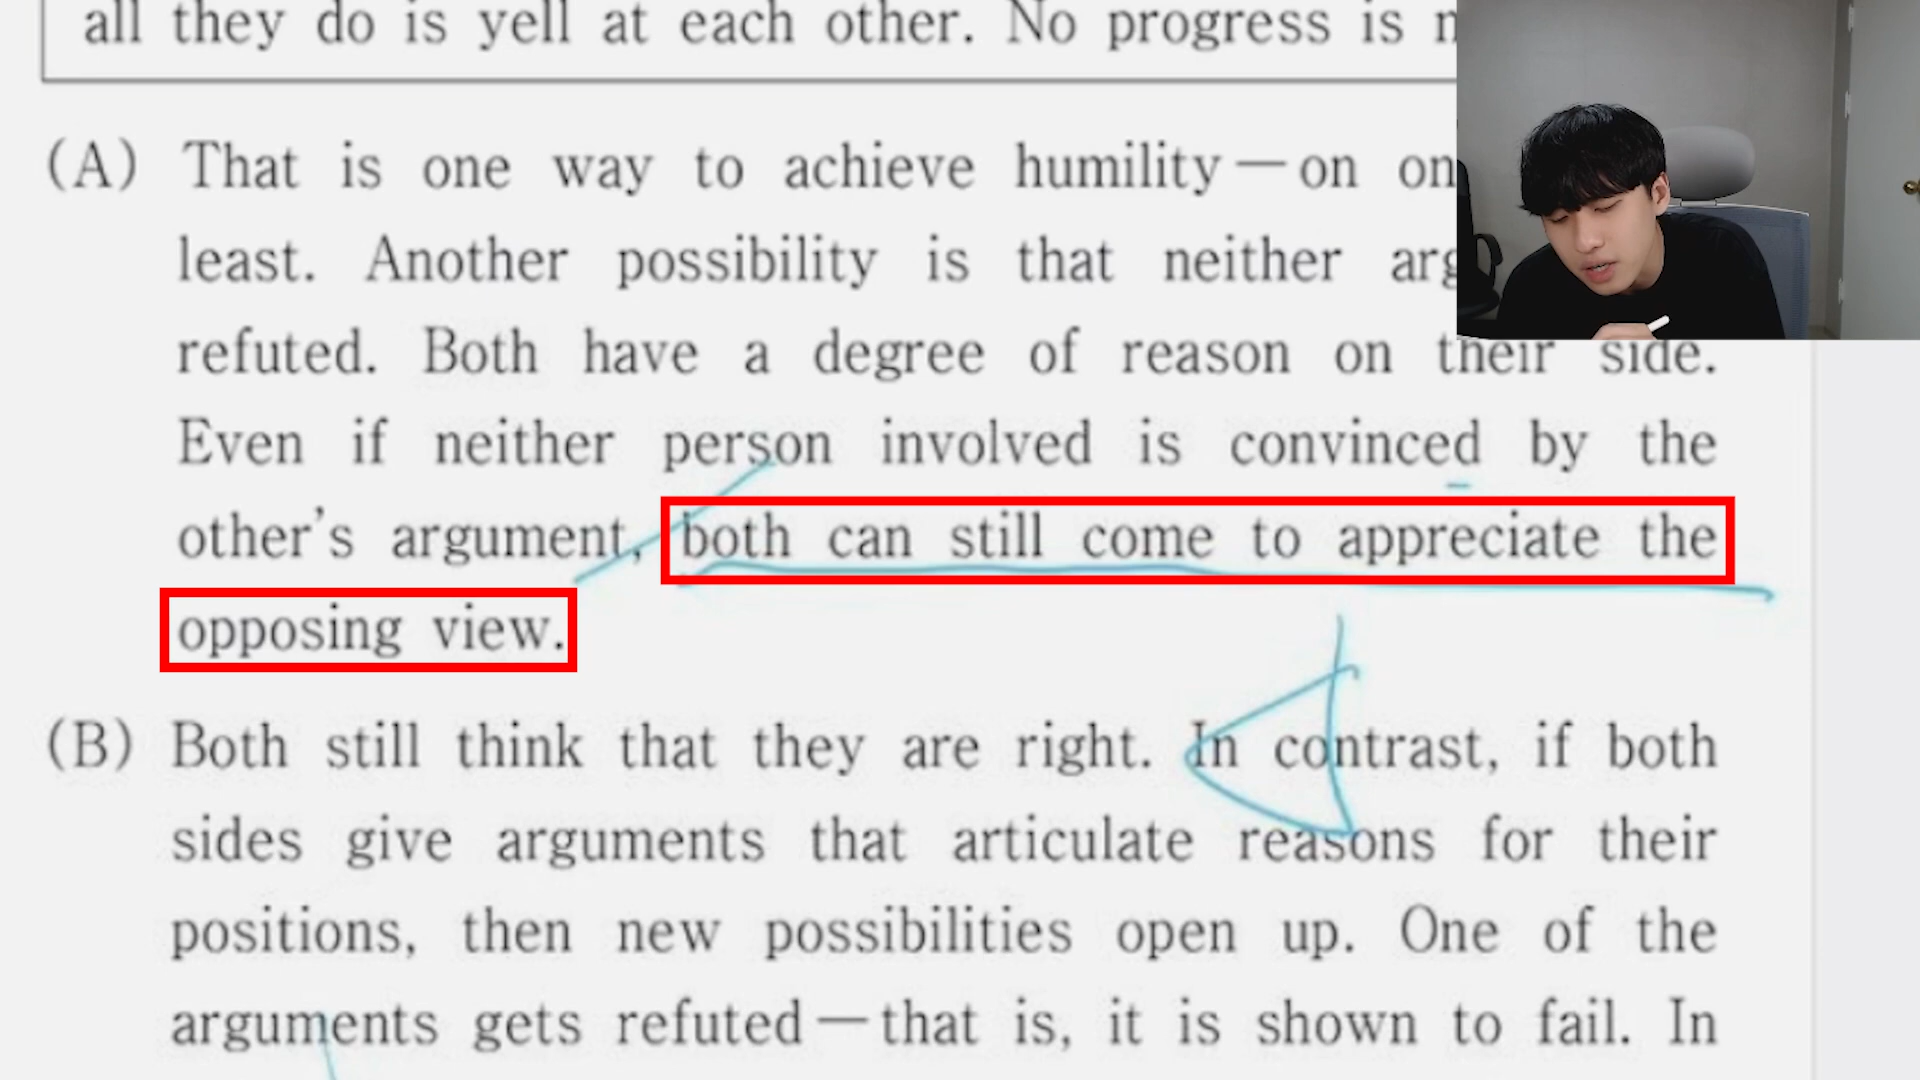 all they do is yell at each other. No progress is
(A) That is one way to achieve humility — on
least. Another possibility is that neither
refuted. Both have a degree of reason on their side.
Even if neither person involved is convinced by the
other's argument, both can still come to appreciate the
opposing view.
(B) Both still think that they are right. In contrast, if both
sides give arguments that articulate reasons for their
positions, then new possibilities open up. One of the
arguments gets refuted — that is, it is shown to fail. In